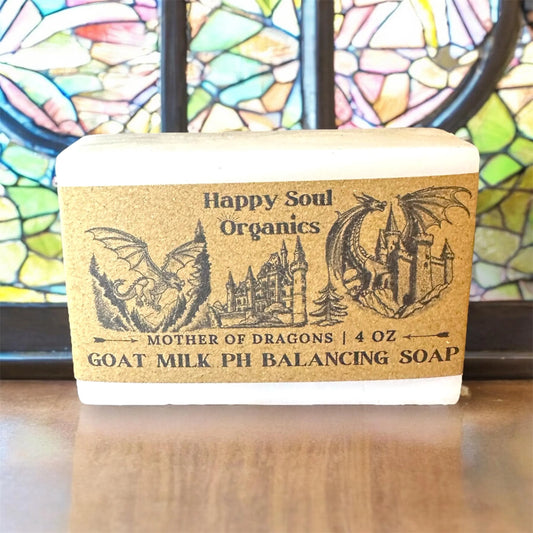 Happy Soul
Organics
MOTHER OF DRAGONS | 4 OZ
GOAT MILK PH BALANCING SOAP